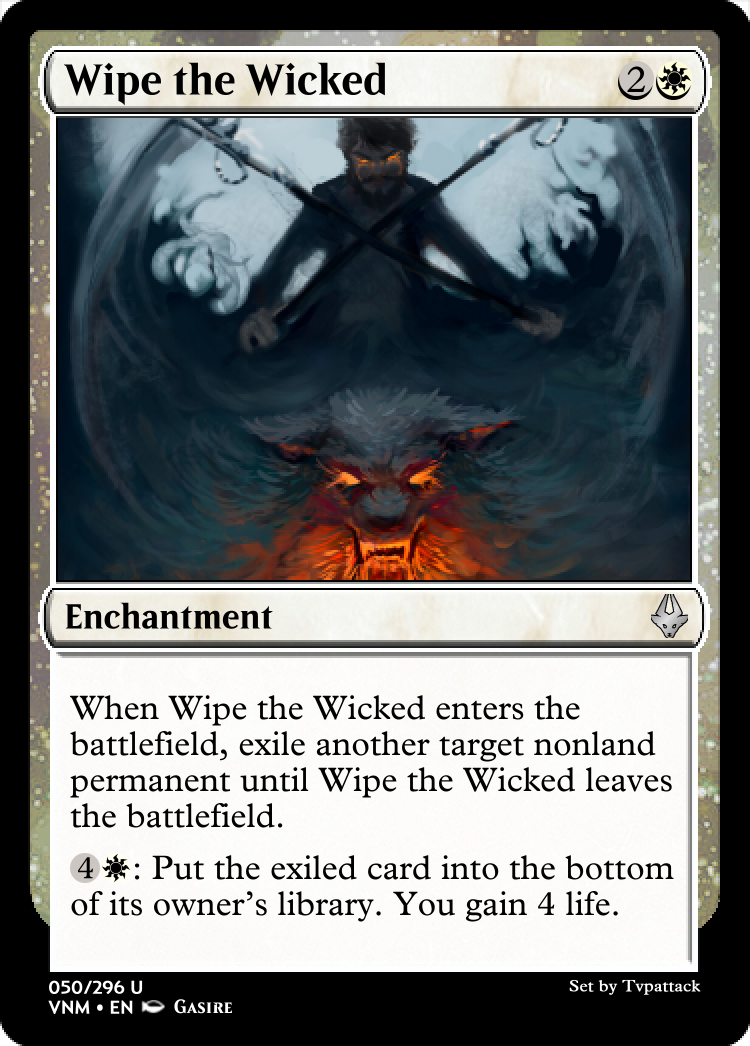 Wipe the Wicked 2
Enchantment
When Wipe the Wicked enters the
battlefield, exile another target nonland
permanent until Wipe the Wicked leaves
the battlefield.
4 : Put the exiled card into the bottom
of its owner's library. You gain 4 life.
050/296 U
Set by Tvpattack
VNM • EN Gasire